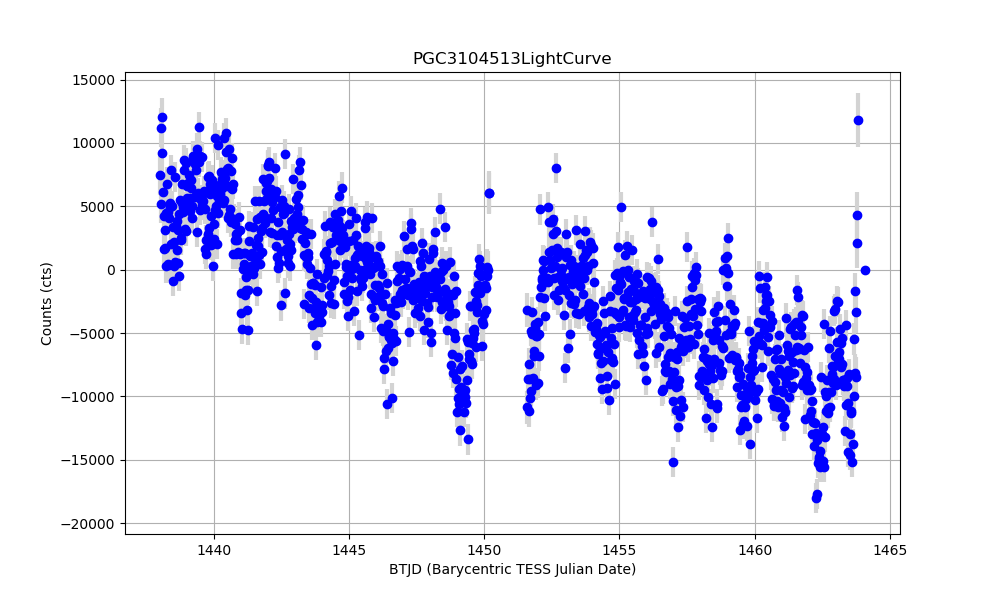 PGC3104513LightCurve
15000
10000
5000
0
−5000
−10000
−15000
−20000
Counts (cts)
1440 1445 1450 1455 1460 1465
BTJD (Barycentric TESS Julian Date)